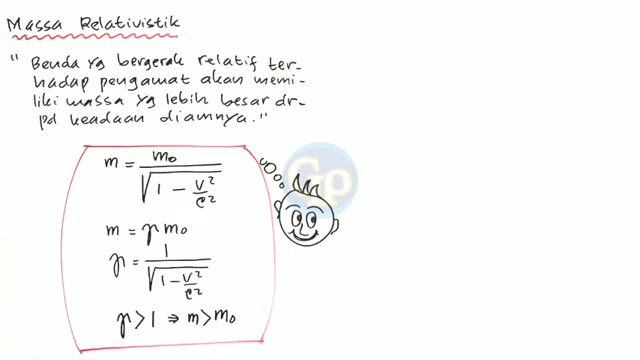 Massa Relativistik
" Benda yg bergerak relatif ter-
hadap pengamat akan memi-
liki massa yg lebih besar dr-
pd keadaan diamnya. "
m = m₀ / √(1 - v²/c²)
m = γ m₀
γ = 1 / √(1 - v²/c²)
γ > 1 ⇒ m > m₀
Gp